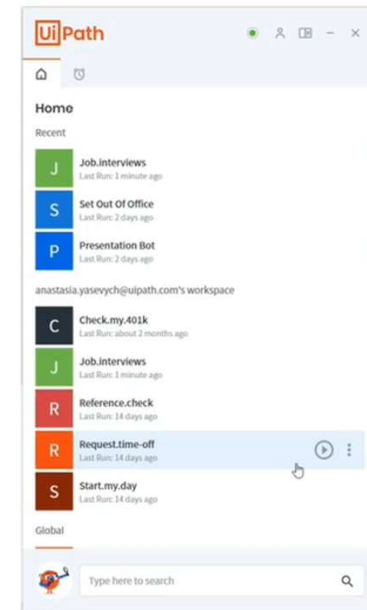 UiPath
Home
Recent
J
Job.interviews
Last Run: 1 minute ago
S
Set Out Of Office
Last Run: 2 days ago
P
Presentation Bot
Last Run: 2 days ago
anastasia.yasevych@uipath.com's workspace
C
Check.my.401k
Last Run: about 2 months ago
J
Job.interviews
Last Run: 1 minute ago
R
Reference.check
Last Run: 14 days ago
R
Request.time-off
Last Run: 14 days ago
S
Start.my.day
Last Run: 14 days ago
Global
Type here to search